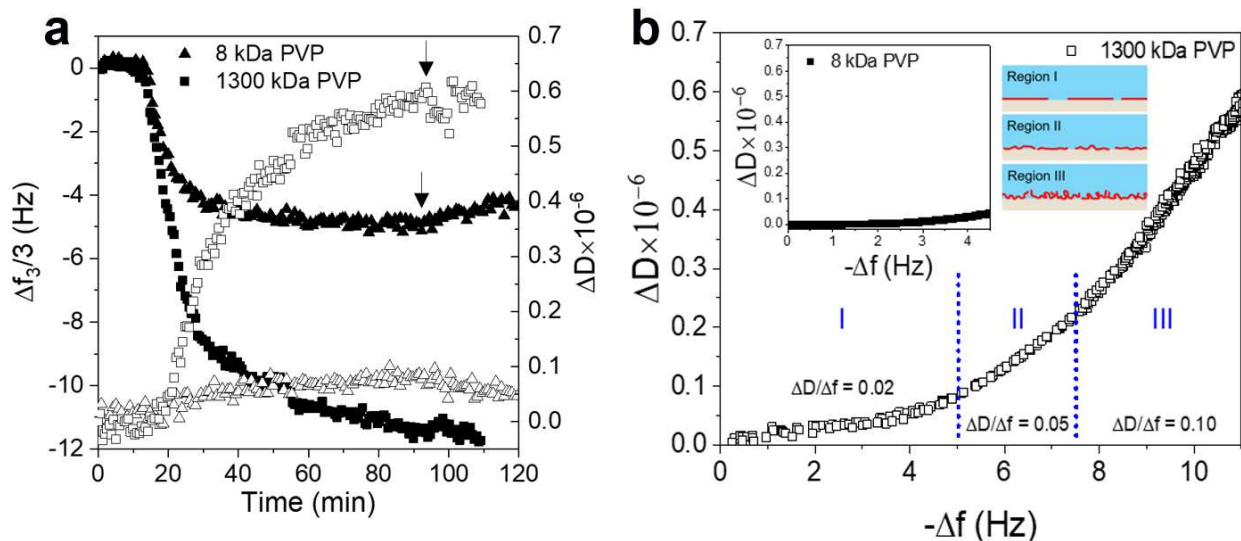 a
▲ 8 kDa PVP
■ 1300 kDa PVP
0
-2
-4
-6
-8
-10
-12
Δf₃/3 (Hz)
0 20 40 60 80 100 120
Time (min)
0.7
0.6
0.5
0.4
0.3
0.2
0.1
0.0
ΔD×10⁻⁶
b
□ 1300 kDa PVP
0.6
0.5
0.4
0.3
0.2
0.1
0.0
ΔD×10⁻⁶
■ 8 kDa PVP
0.7
0.6
0.5
0.4
0.3
0.2
0.1
0.0
ΔD×10⁻⁶
0 1 2 3 4
-Δf (Hz)
Region I
Region II
Region III
I II III
ΔD/Δf = 0.02
ΔD/Δf = 0.05
ΔD/Δf = 0.10
0 2 4 6 8 10
-Δf (Hz)